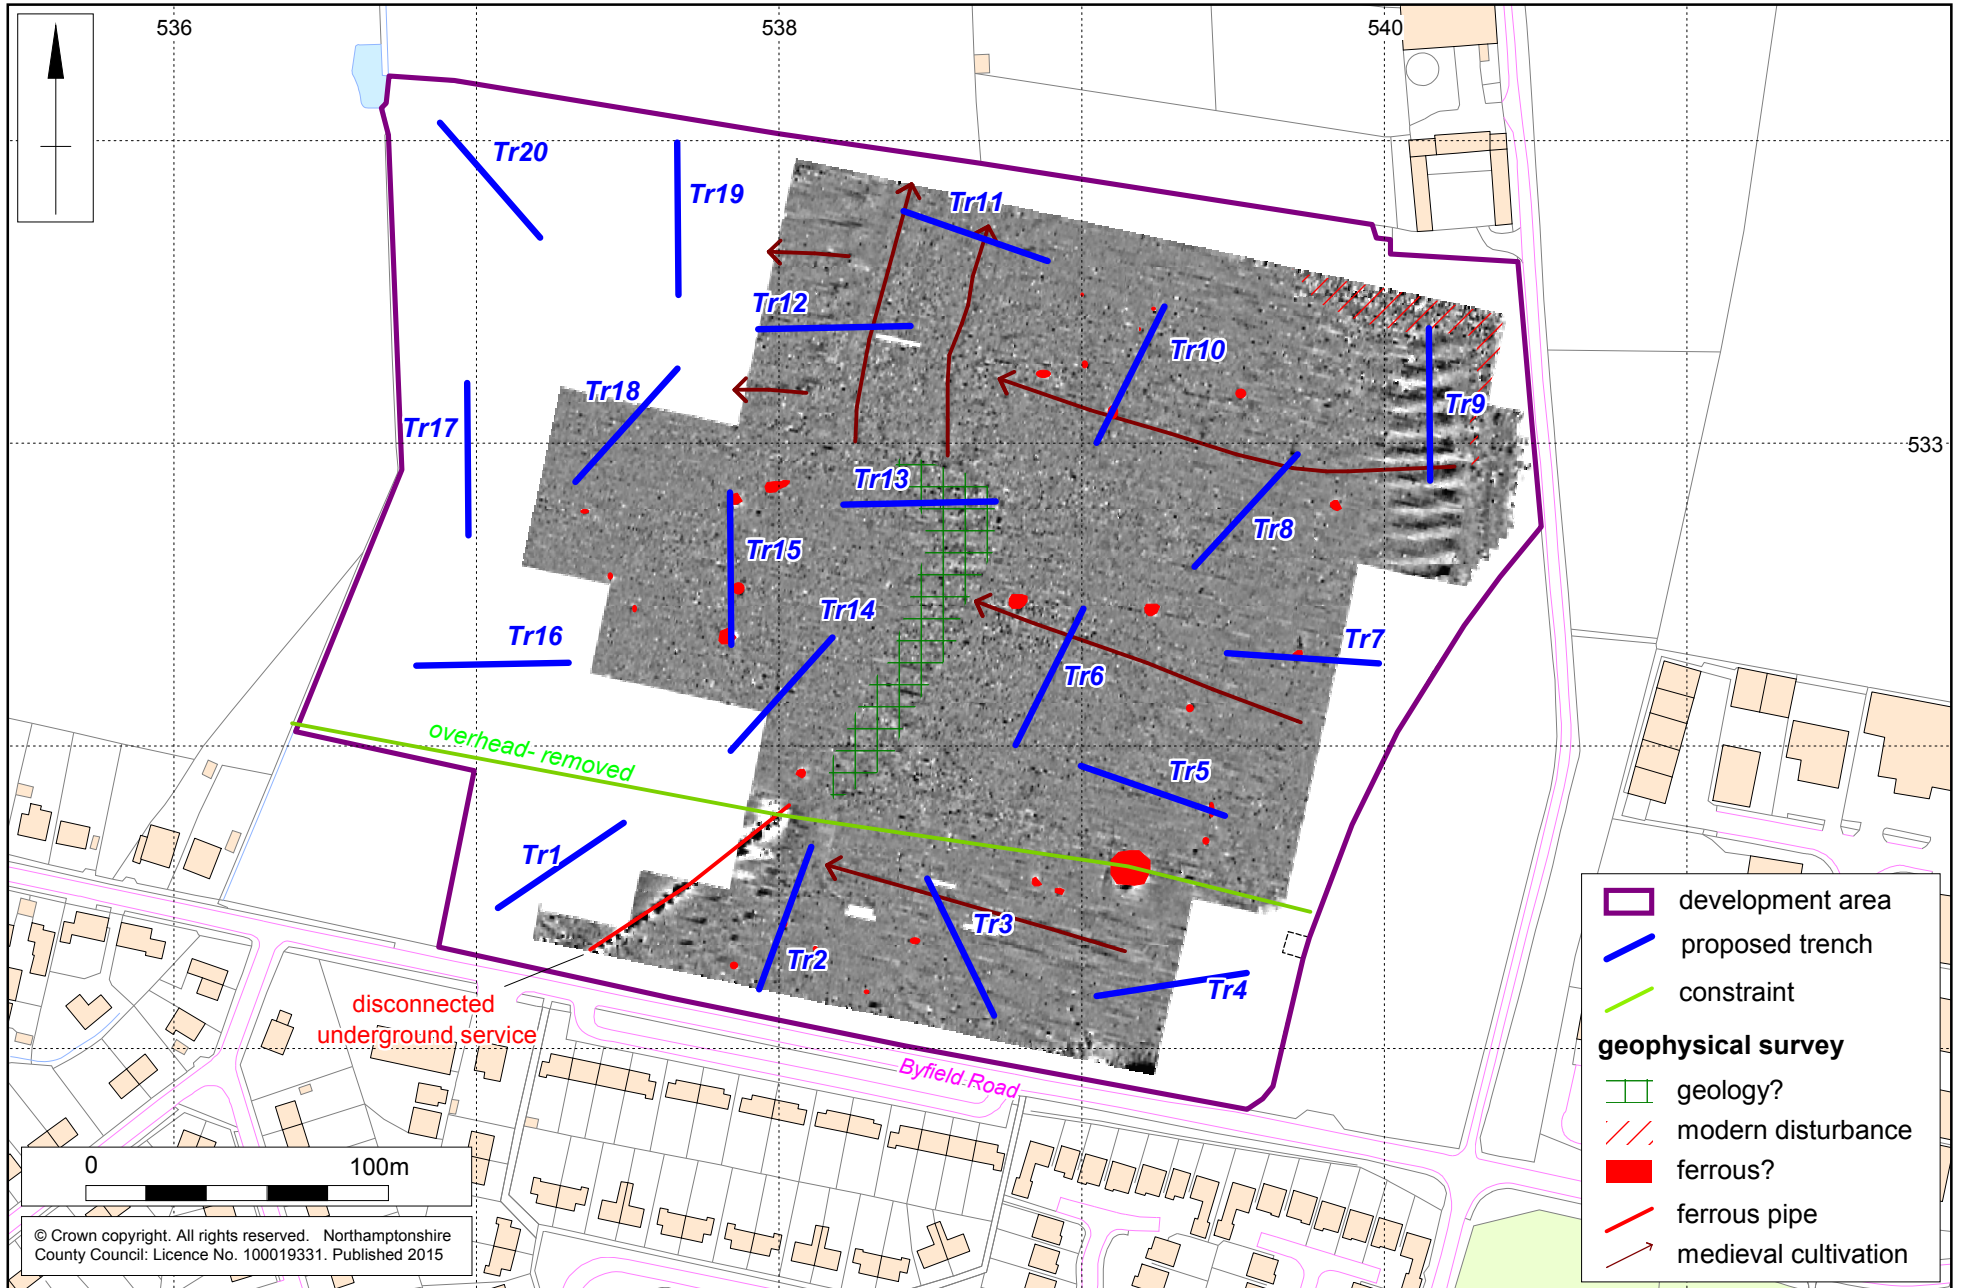 536
538
540
Tr20
Tr19
Tr11
Tr12
Tr10
Tr18
Tr9
Tr17
533
Tr13
Tr8
Tr15
Tr14
Tr16
Tr7
Tr6
overhead- removed
Tr5
Tr1
Tr3
Tr2
Tr4
disconnected
underground service
Byfield Road
development area
proposed trench
constraint
geophysical survey
geology?
modern disturbance
ferrous?
ferrous pipe
medieval cultivation
0 100m
© Crown copyright. All rights reserved. Northamptonshire
County Council: Licence No. 100019331. Published 2015